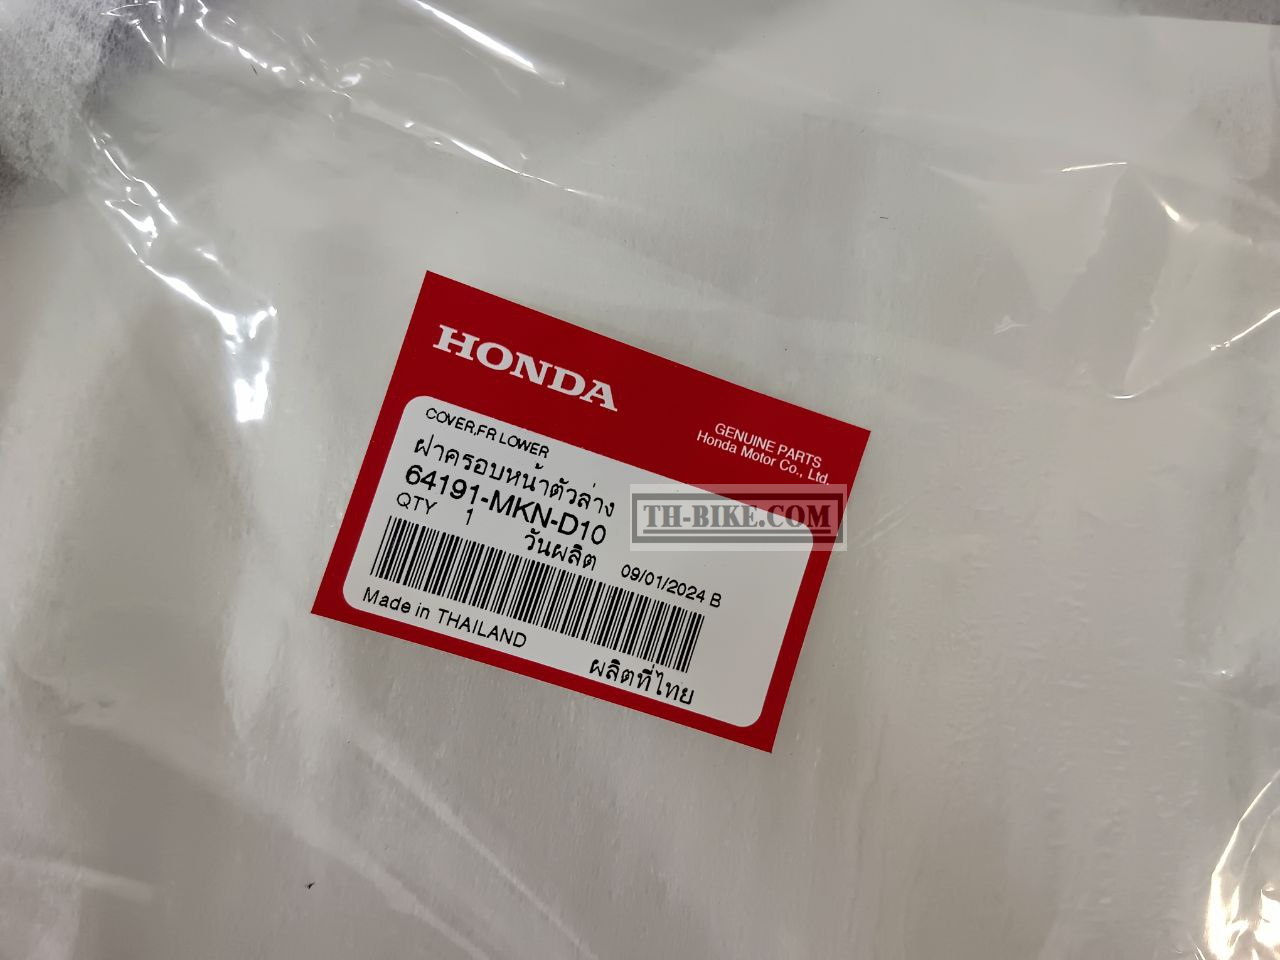 HONDA
GENUINE PARTS
Honda Motor Co., Ltd.
COVER,FR LOWER
ฝาครอบหน้าตัวล่าง
64191-MKN-D10
QTY 1
วันผลิต 09/01/2024 B
Made in THAILAND
ผลิตที่ไทย
TH-BIKE.COM